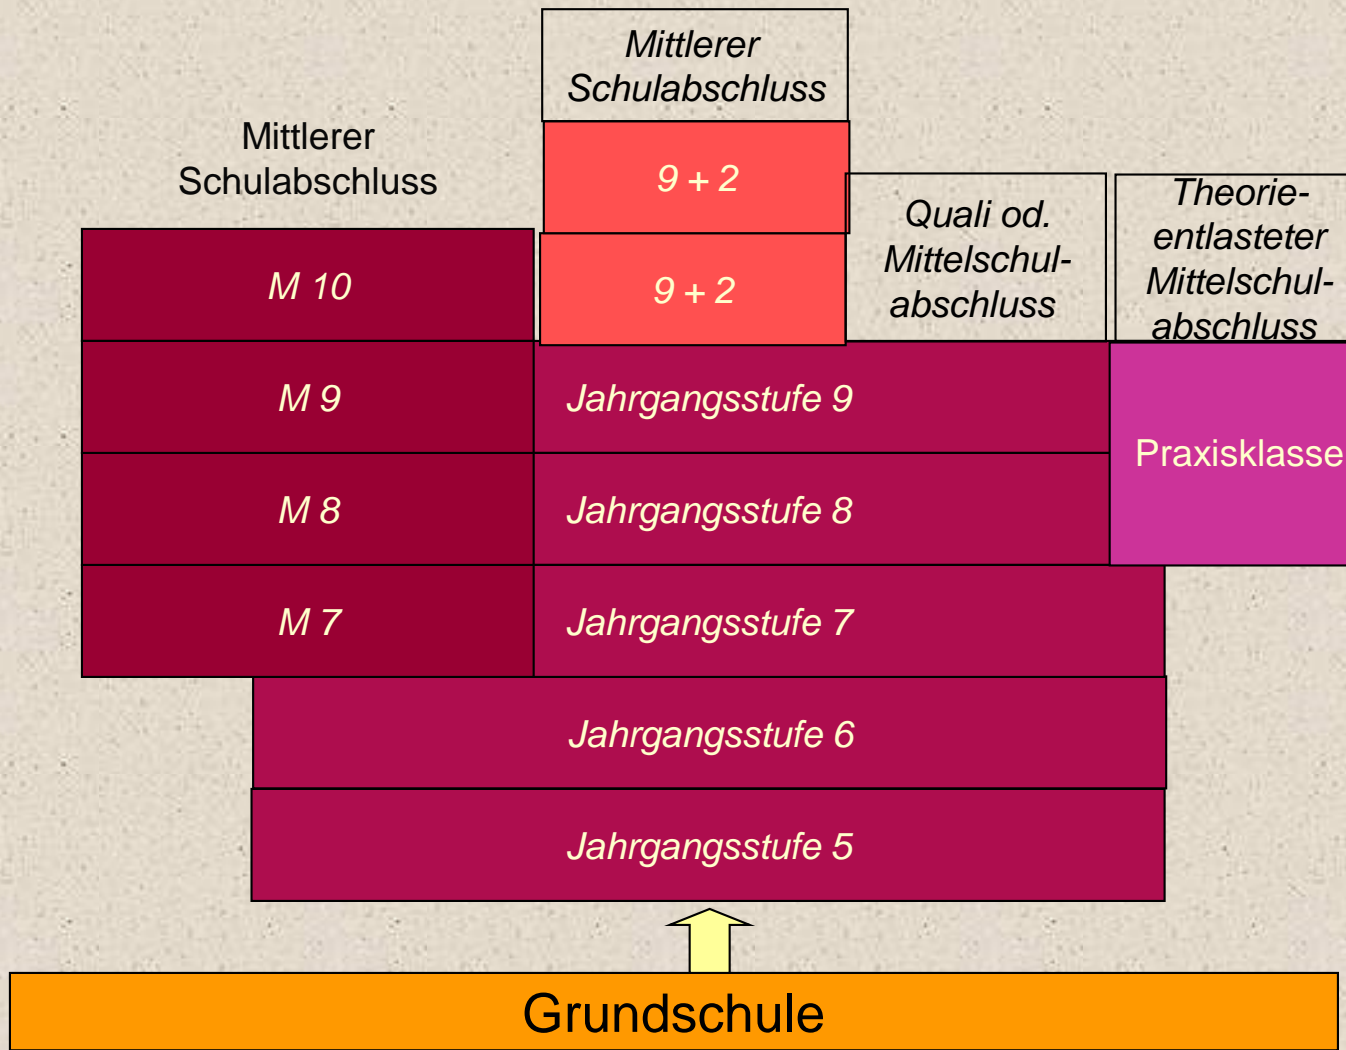 Mittlerer
Schulabschluss
Mittlerer
Schulabschluss
9 + 2
Quali od.
Mittelschul-
abschluss
Theorie-
entlasteter
Mittelschul-
abschluss
M 10
9 + 2
M 9
Jahrgangsstufe 9
Praxisklasse
M 8
Jahrgangsstufe 8
M 7
Jahrgangsstufe 7
Jahrgangsstufe 6
Jahrgangsstufe 5
Grundschule